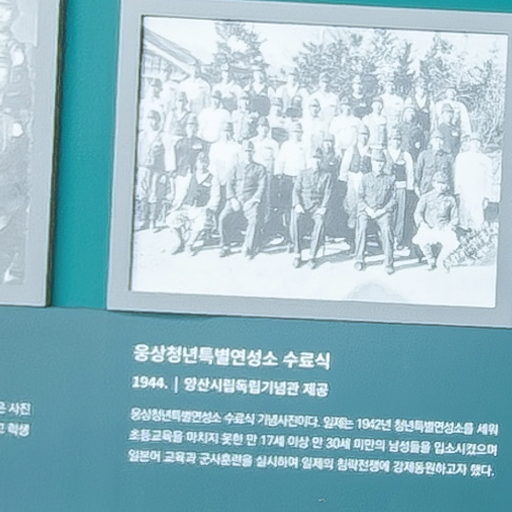 웅상청년특별연성소 수료식
1944. | 양산시립독립기념관 제공
웅상청년특별연성소 수료식 기념사진이다. 일제는 1942년 청년특별연성소를 세워
초등교육을 마치지 못한 만 17세 이상 만 30세 미만의 남성들을 입소시켰으며
일본어 교육과 군사훈련을 실시하여 일제의 침략전쟁에 강제동원하고자 했다.
은 사진
학생